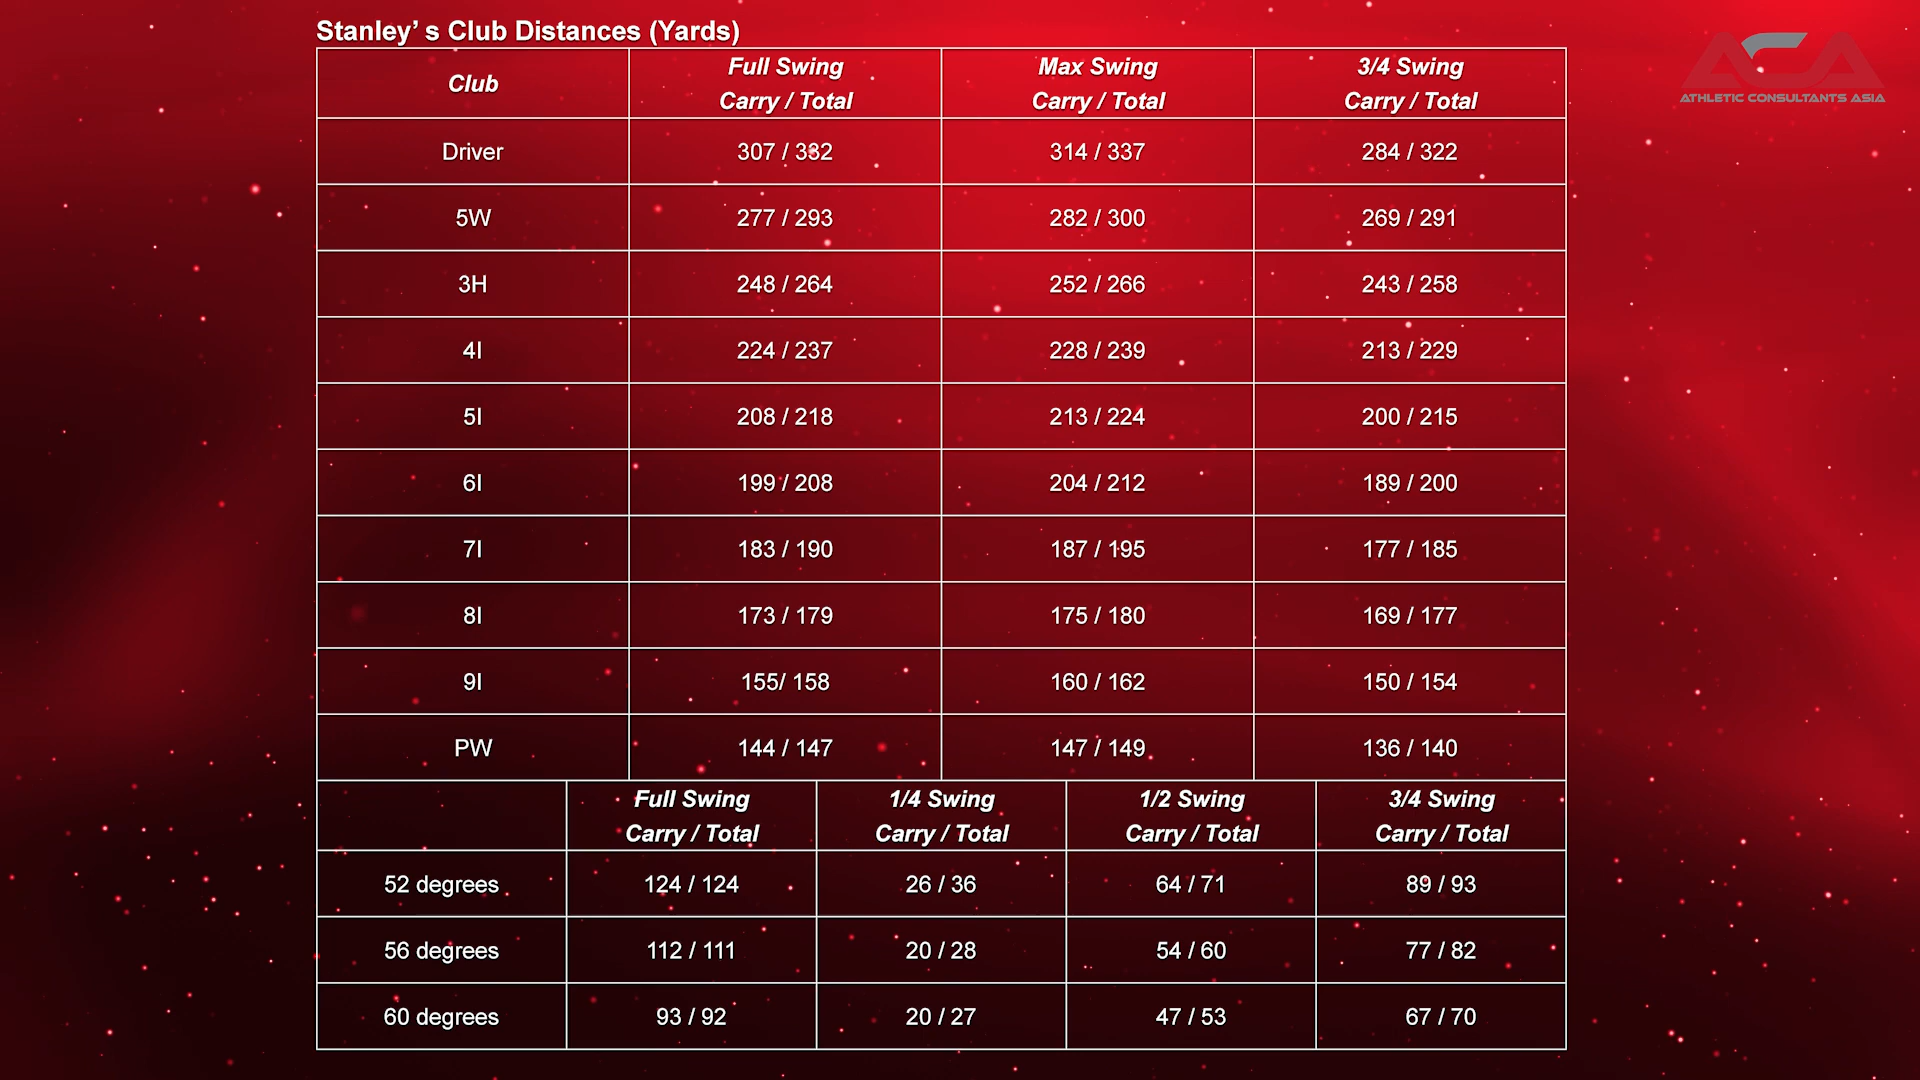 Stanley’ s Club Distances (Yards)
ACA
ATHLETIC CONSULTANTS ASIA
Club Full Swing Carry / Total Max Swing Carry / Total 3/4 Swing Carry / Total
Driver 307 / 332 314 / 337 284 / 322
5W 277 / 293 282 / 300 269 / 291
3H 248 / 264 252 / 266 243 / 258
4I 224 / 237 228 / 239 213 / 229
5I 208 / 218 213 / 224 200 / 215
6I 199 / 208 204 / 212 189 / 200
7I 183 / 190 187 / 195 177 / 185
8I 173 / 179 175 / 180 169 / 177
9I 155/ 158 160 / 162 150 / 154
PW 144 / 147 147 / 149 136 / 140
Full Swing Carry / Total 1/4 Swing Carry / Total 1/2 Swing Carry / Total 3/4 Swing Carry / Total
52 degrees 124 / 124 26 / 36 64 / 71 89 / 93
56 degrees 112 / 111 20 / 28 54 / 60 77 / 82
60 degrees 93 / 92 20 / 27 47 / 53 67 / 70